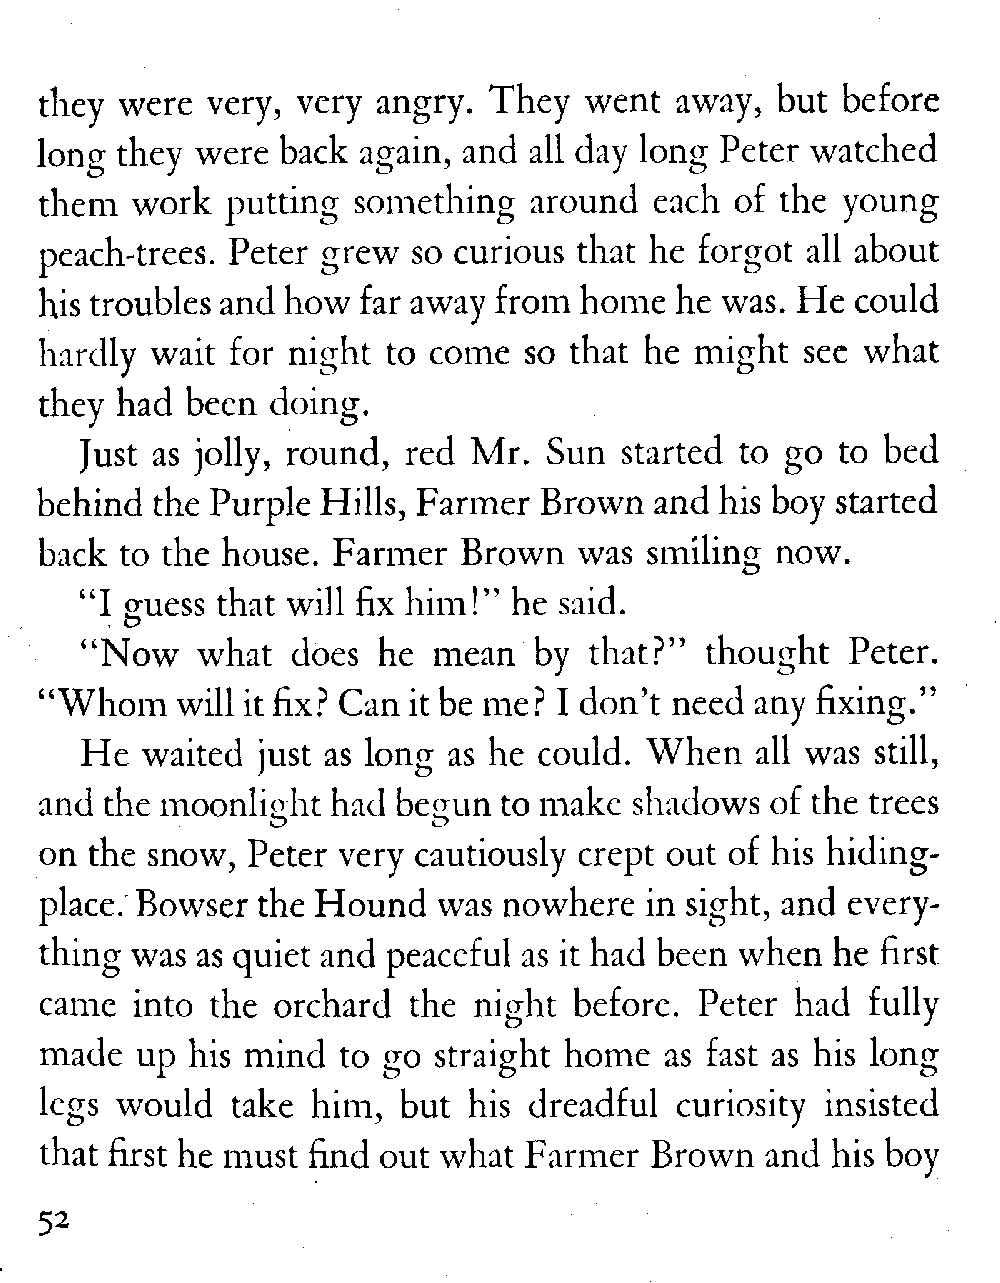 they were very, very angry. They went away, but before
long they were back again, and all day long Peter watched
them work putting something around each of the young
peach-trees. Peter grew so curious that he forgot all about
his troubles and how far away from home he was. He could
hardly wait for night to come so that he might see what
they had been doing.
Just as jolly, round, red Mr. Sun started to go to bed
behind the Purple Hills, Farmer Brown and his boy started
back to the house. Farmer Brown was smiling now.
“I guess that will fix him!” he said.
“Now what does he mean by that?” thought Peter.
“Whom will it fix? Can it be me? I don’t need any fixing.”
He waited just as long as he could. When all was still,
and the moonlight had begun to make shadows of the trees
on the snow, Peter very cautiously crept out of his hiding-
place. Bowser the Hound was nowhere in sight, and every-
thing was as quiet and peaceful as it had been when he first
came into the orchard the night before. Peter had fully
made up his mind to go straight home as fast as his long
legs would take him, but his dreadful curiosity insisted
that first he must find out what Farmer Brown and his boy
52